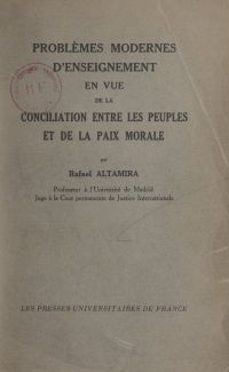 PROBLÈMES MODERNES
D'ENSEIGNEMENT
EN VUE
DE LA
CONCILIATION ENTRE LES PEUPLES
ET DE LA PAIX MORALE
par
Rafael ALTAMIRA
Professeur à l'Université de Madrid
Juge à la Cour permanente de Justice Internationale
LES PRESSES UNIVERSITAIRES DE FRANCE